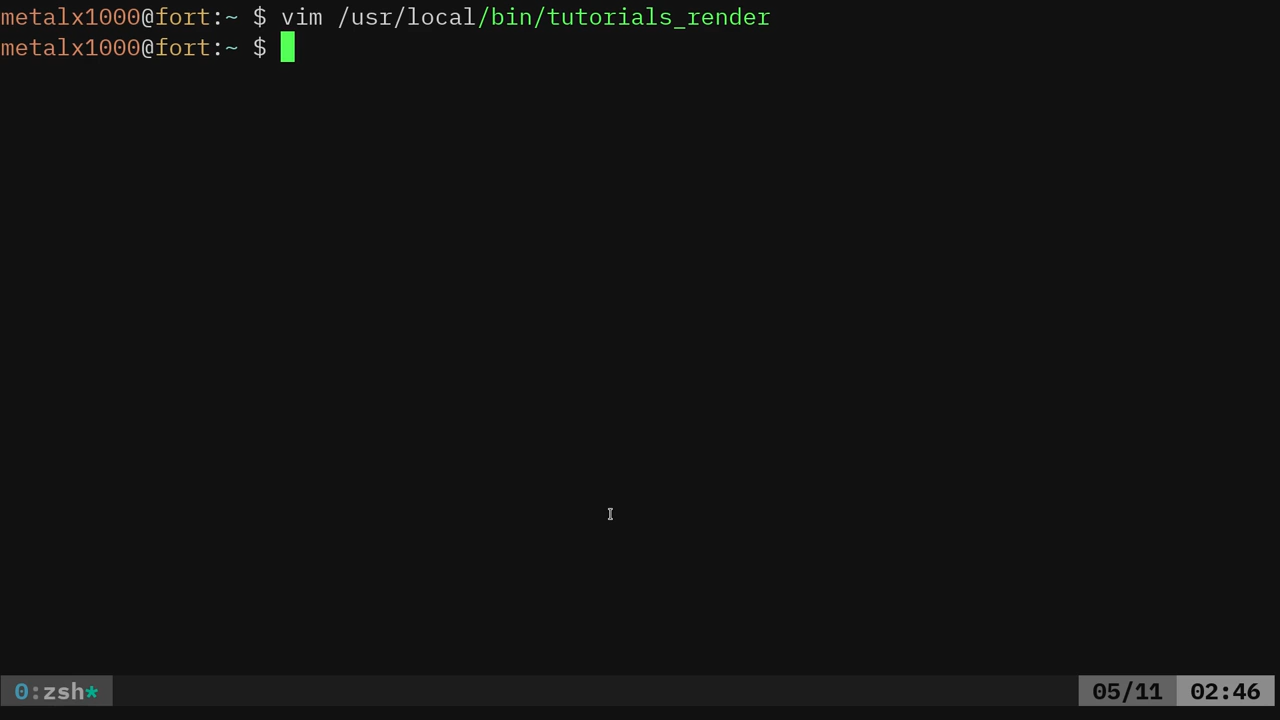 metalx1000@fort:~ $ vim /usr/local/bin/tutorials_render
metalx1000@fort:~ $
0:zsh* 05/11 02:46